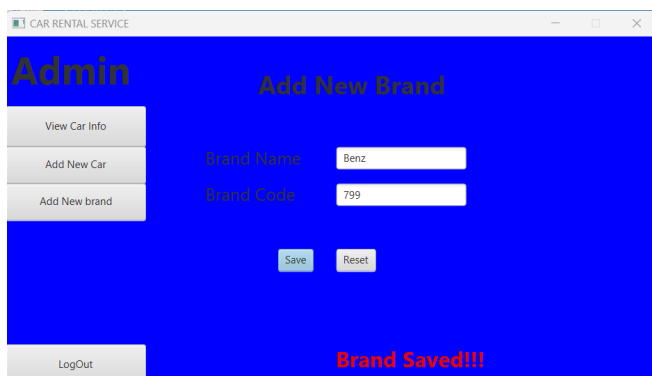 CAR RENTAL SERVICE
Admin
Add New Brand
View Car Info
Add New Car
Add New brand
Brand Name
Benz
Brand Code
799
Save
Reset
LogOut
Brand Saved!!!